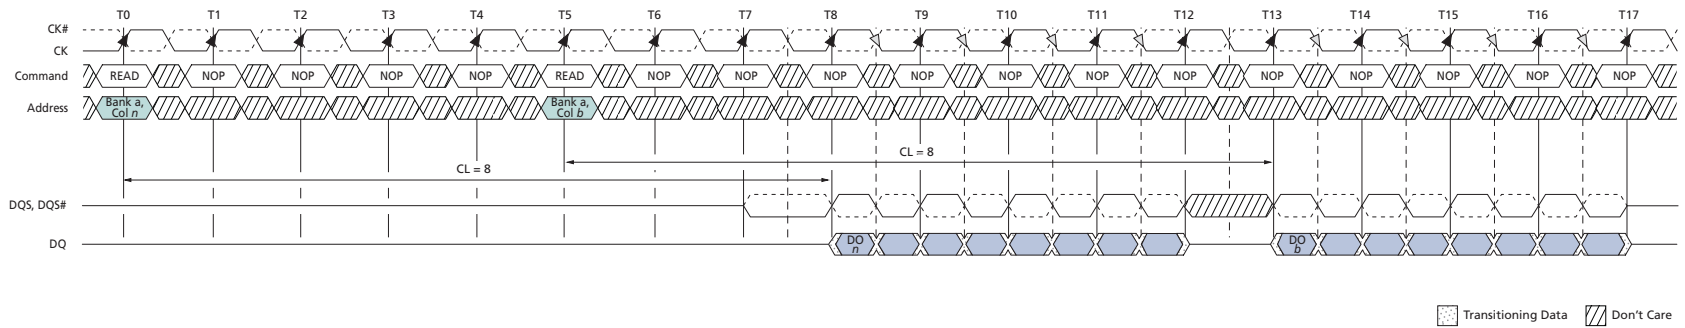 T0 T1 T2 T3 T4 T5 T6 T7 T8 T9 T10 T11 T12 T13 T14 T15 T16 T17
CK#
CK
Command READ NOP NOP NOP NOP READ NOP NOP NOP NOP NOP NOP NOP NOP NOP NOP NOP NOP
Address Bank a, Col n Bank a, Col b
CL = 8
CL = 8
DQS, DQS#
DQ DO n DO b
Transitioning Data Don't Care